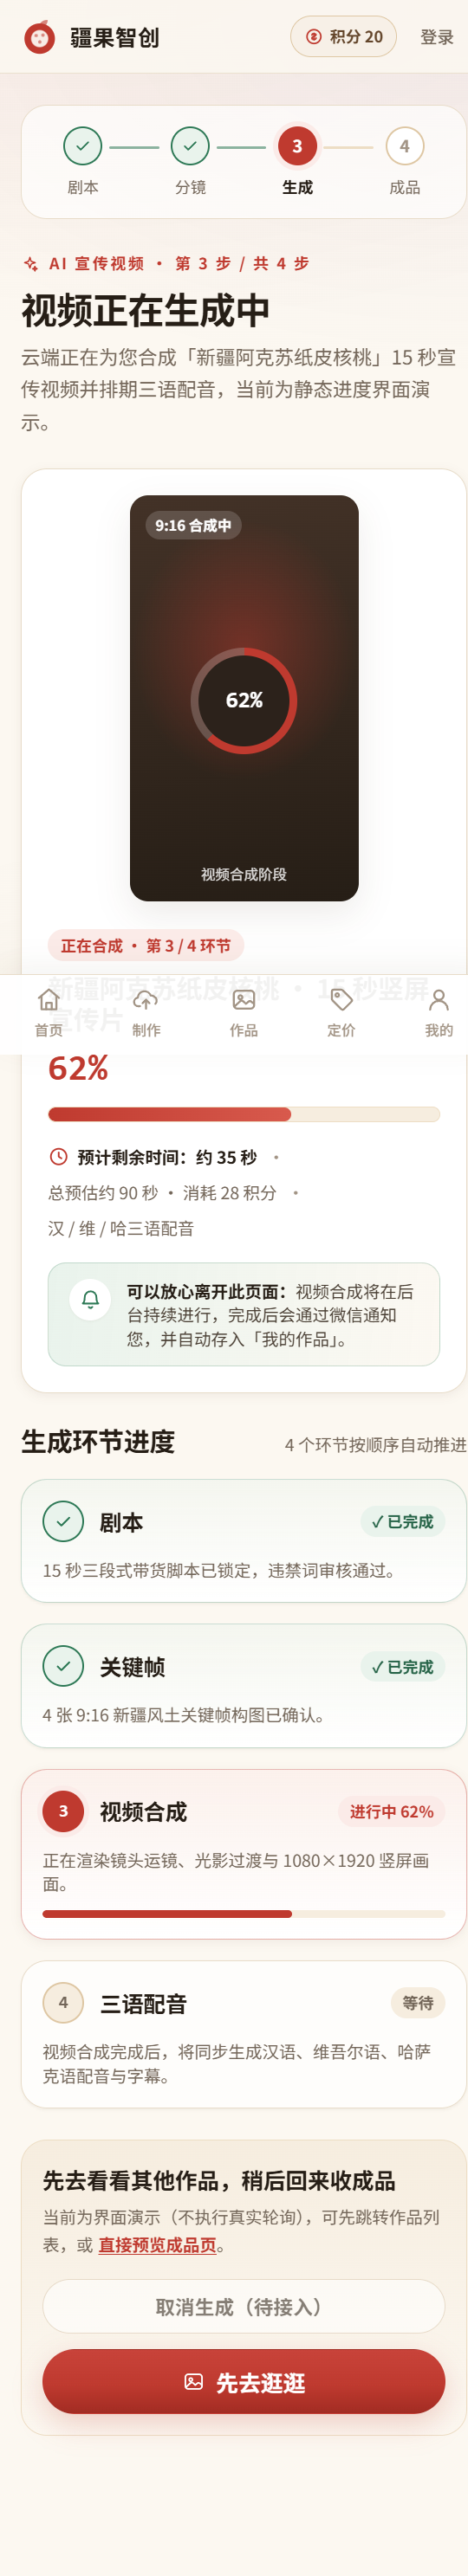 疆果智创
积分 20
登录
3
4
剧本
分镜
生成
成品
AI 宣传视频 · 第 3 步 / 共 4 步
视频正在生成中
云端正在为您合成「新疆阿克苏纸皮核桃」15 秒宣
传视频并排期三语配音，当前为静态进度界面演
示。
9:16 合成中
62%
视频合成阶段
正在合成 · 第 3 / 4 环节
新疆阿克苏纸皮核桃 · 15 秒竖屏
宣传片
首页
制作
作品
定价
我的
62%
预计剩余时间：约 35 秒 ·
总预估约 90 秒 · 消耗 28 积分 ·
汉 / 维 / 哈三语配音
可以放心离开此页面：视频合成将在后
台持续进行，完成后会通过微信通知
您，并自动存入「我的作品」。
生成环节进度
4 个环节按顺序自动推进
剧本
✓ 已完成
15 秒三段式带货脚本已锁定，违禁词审核通过。
关键帧
✓ 已完成
4 张 9:16 新疆风土关键帧构图已确认。
3
视频合成
进行中 62%
正在渲染镜头运镜、光影过渡与 1080×1920 竖屏画
面。
4
三语配音
等待
视频合成完成后，将同步生成汉语、维吾尔语、哈萨
克语配音与字幕。
先去看看其他作品，稍后回来收成品
当前为界面演示（不执行真实轮询），可先跳转作品列
表，或 直接预览成品页。
取消生成（待接入）
先去逛逛